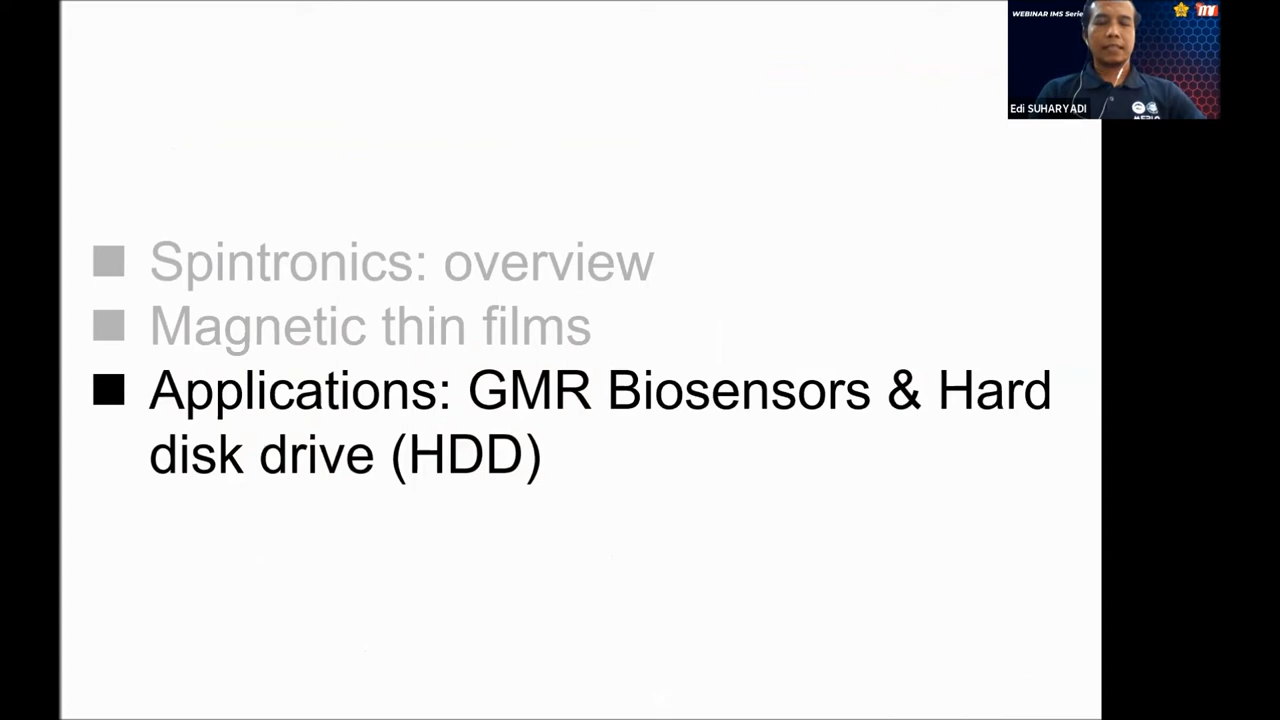 WEBINAR IMS Serie
Edi SUHARYADI
■ Spintronics: overview
■ Magnetic thin films
■ Applications: GMR Biosensors & Hard
disk drive (HDD)